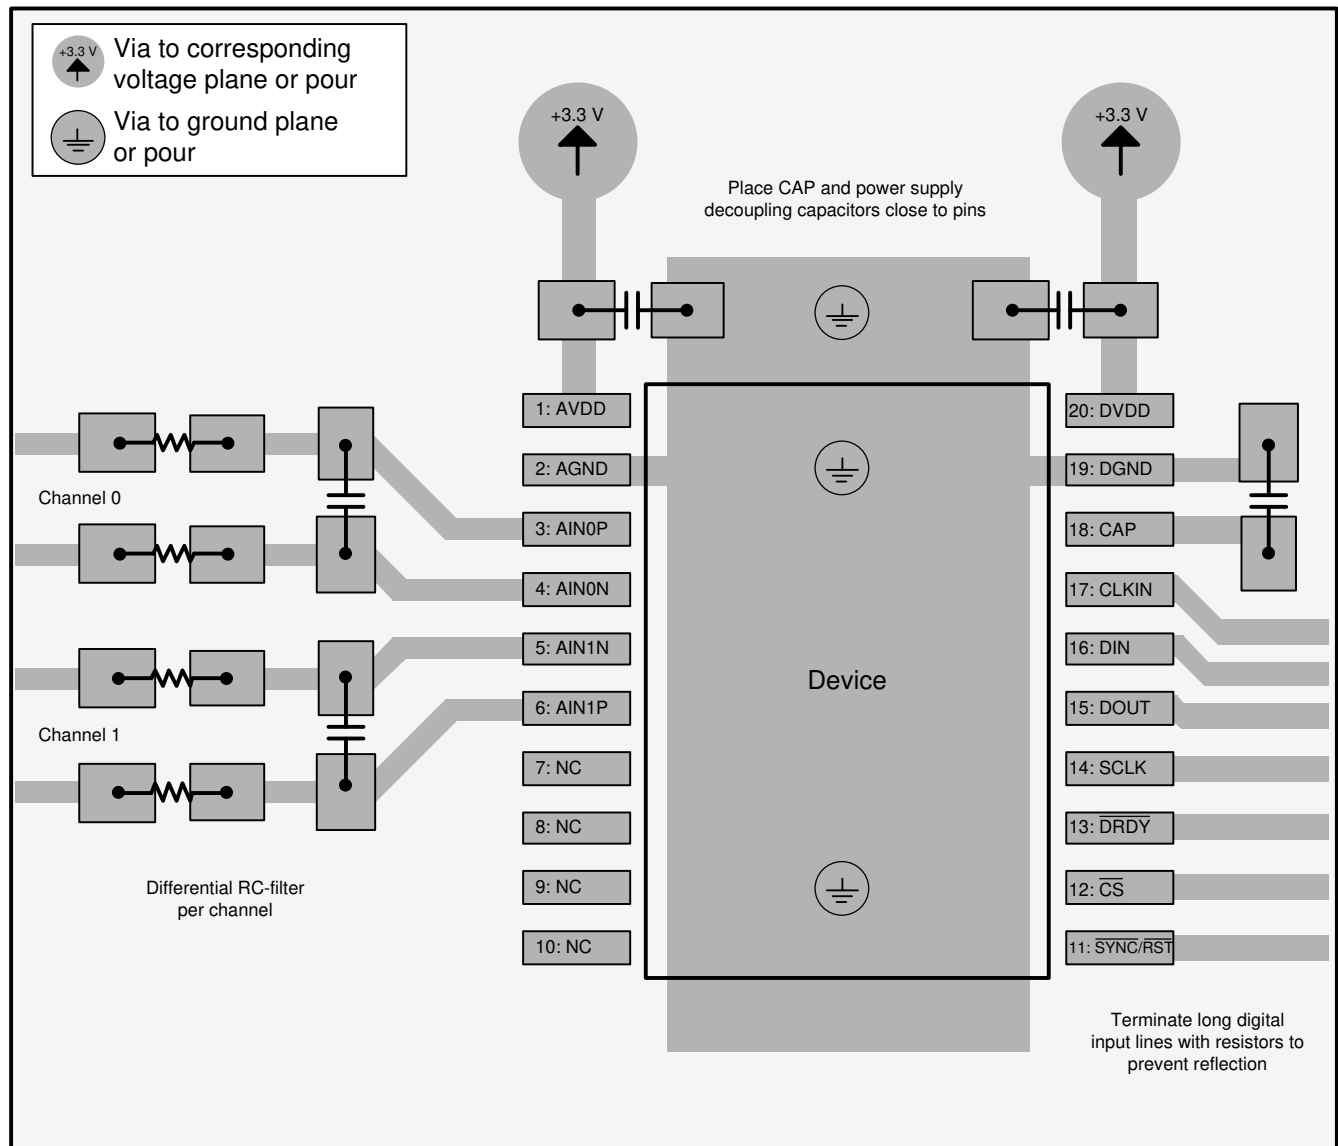 +3.3 V
Via to corresponding
voltage plane or pour
Via to ground plane
or pour
+3.3 V
+3.3 V
Place CAP and power supply
decoupling capacitors close to pins
1: AVDD
2: AGND
3: AIN0P
4: AIN0N
5: AIN1N
6: AIN1P
7: NC
8: NC
9: NC
10: NC
20: DVDD
19: DGND
18: CAP
17: CLKIN
16: DIN
15: DOUT
14: SCLK
13: D̅R̅D̅Y̅
12: C̅S̅
11: S̅Y̅N̅C̅/R̅S̅T̅
Channel 0
Channel 1
Device
Differential RC-filter
per channel
Terminate long digital
input lines with resistors to
prevent reflection